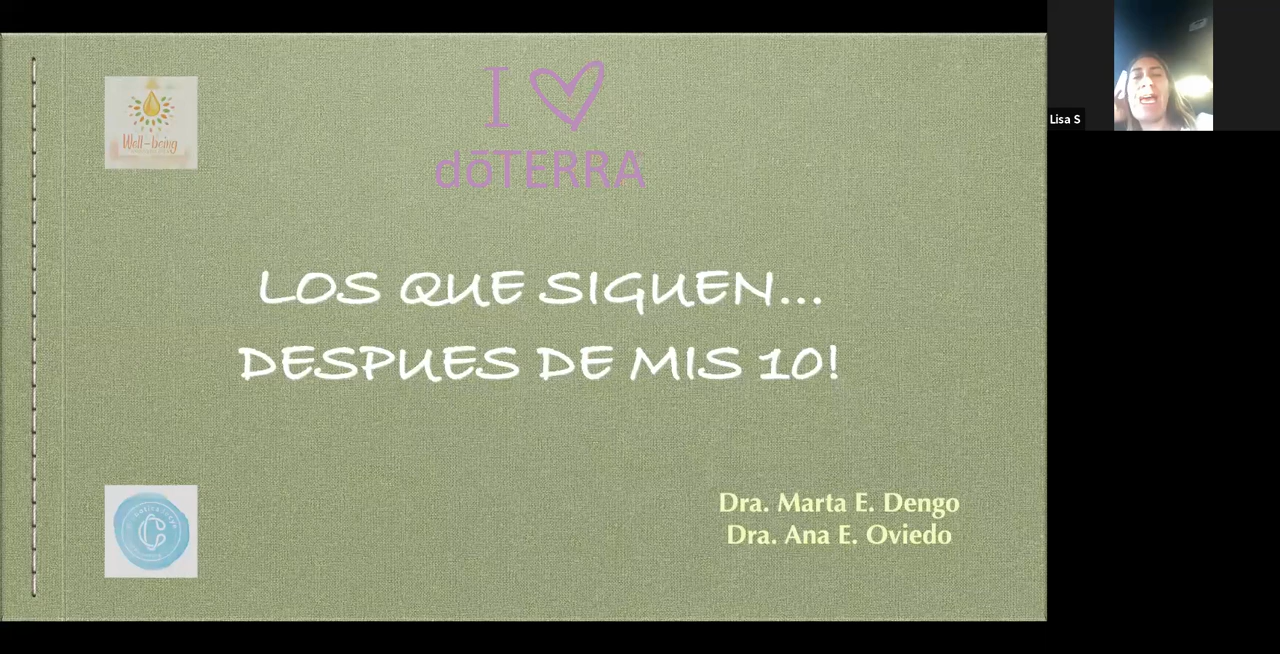 I
dōTERRA
Well-being
LOS QUE SIGUEN...
DESPUES DE MIS 10!
Dra. Marta E. Dengo
Dra. Ana E. Oviedo
Lisa S